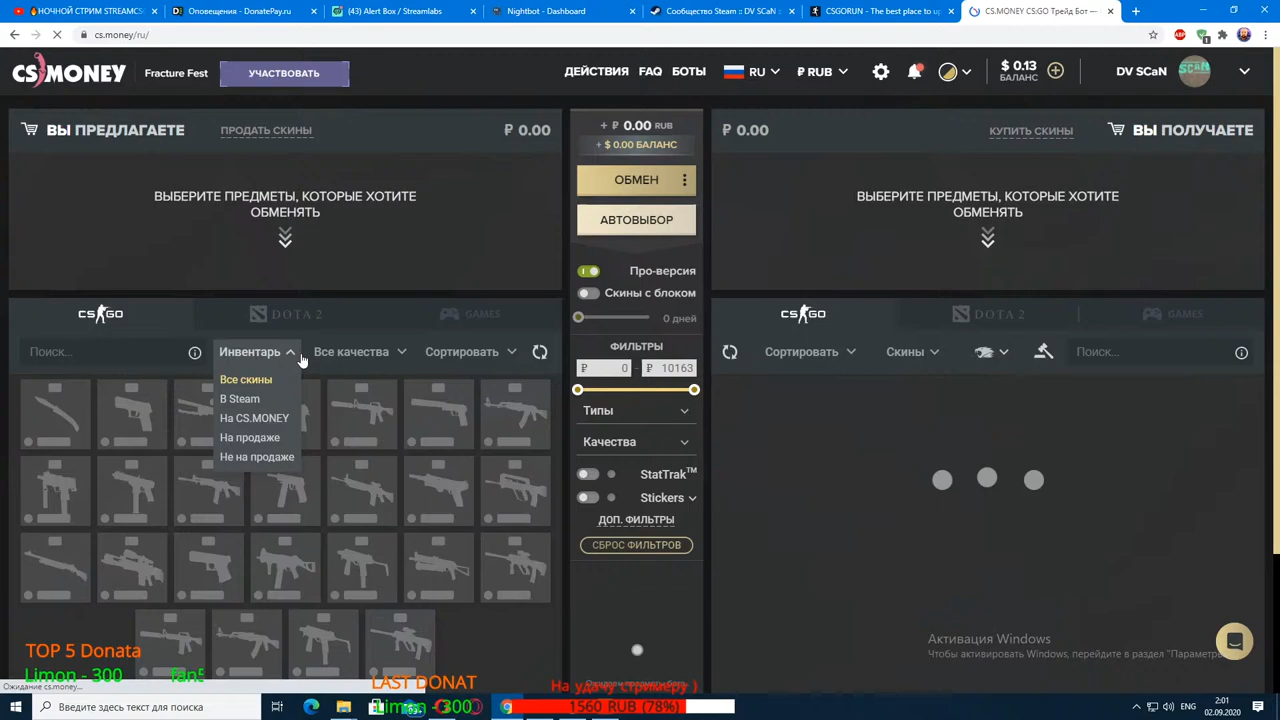 🔥НОЧНОЙ СТРИМ STREAMCS
Оповещения - DonatePay.ru
(43) Alert Box / Streamlabs
Nightbot - Dashboard
Сообщество Steam :: DV SCaN ::
CSGORUN - The best place to up
CS.MONEY CS:GO Трейд Бот —
cs.money/ru/
CS MONEY
Fracture Fest
УЧАСТВОВАТЬ
ДЕЙСТВИЯ
FAQ
БОТЫ
RU
₽ RUB
$ 0.13
БАЛАНС
DV SCaN
ВЫ ПРЕДЛАГАЕТЕ
ПРОДАТЬ СКИНЫ
₽ 0.00
+ ₽ 0.00 RUB
+ $ 0.00 БАЛАНС
₽ 0.00
КУПИТЬ СКИНЫ
ВЫ ПОЛУЧАЕТЕ
ВЫБЕРИТЕ ПРЕДМЕТЫ, КОТОРЫЕ ХОТИТЕ
ОБМЕНЯТЬ
ОБМЕН
АВТОВЫБОР
ВЫБЕРИТЕ ПРЕДМЕТЫ, КОТОРЫЕ ХОТИТЕ
ОБМЕНЯТЬ
Про-версия
Скины с блоком
0 дней
CS GO
DOTA 2
GAMES
CS GO
DOTA 2
GAMES
Поиск...
Инвентарь
Все качества
Сортировать
Все скины
В Steam
На CS.MONEY
На продаже
Не на продаже
ФИЛЬТРЫ
₽ 0 - ₽ 10163
Типы
Качества
StatTrak™
Stickers
ДОП. ФИЛЬТРЫ
СБРОС ФИЛЬТРОВ
Сортировать
Скины
Поиск...
Активация Windows
Чтобы активировать Windows, перейдите в раздел "Параметры
TOP 5 Donata
Limon - 300
Ожидание cs.money...
LAST DONAT
Limon - 300
На удачу стримеру )
1560 RUB (78%)
Введите здесь текст для поиска
ENG
2:01
02.09.2020